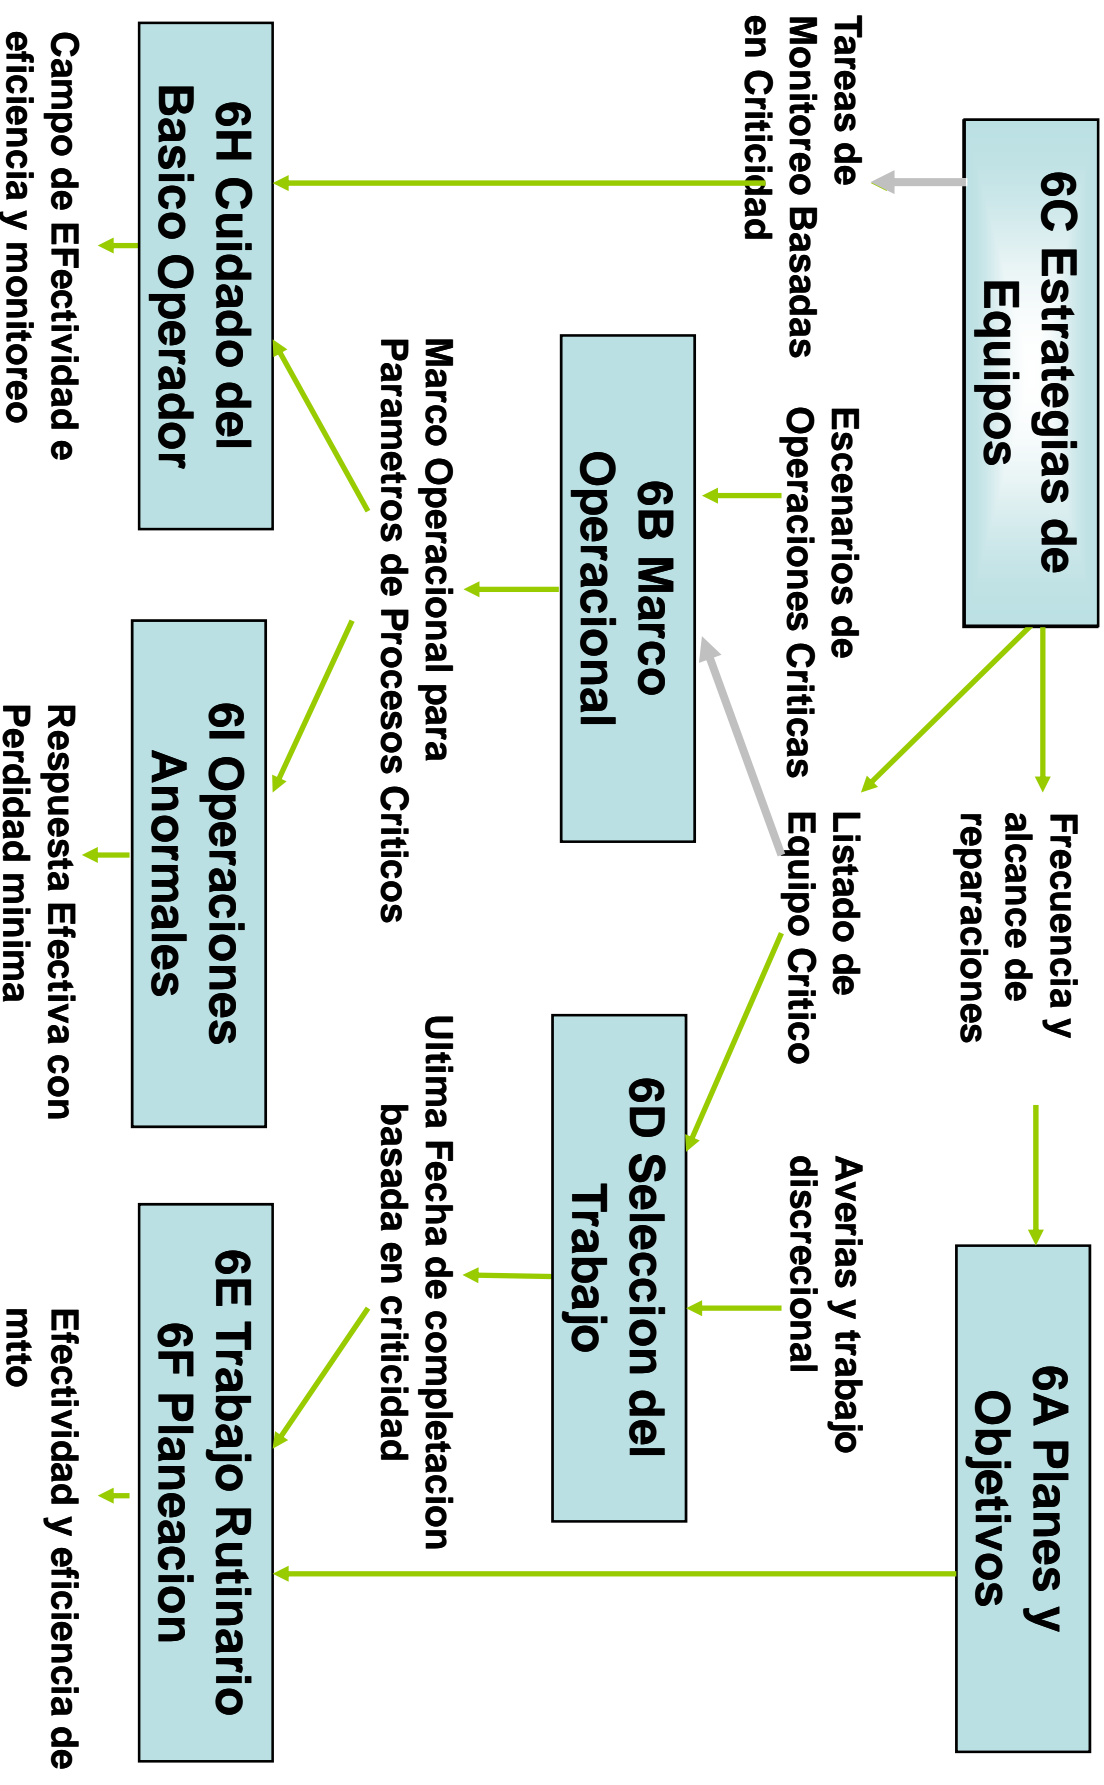 6C Estrategias de
Equipos
6A Planes y
Objetivos
Frecuencia y
alcance de
reparaciones
Tareas de
Monitoreo Basadas
en Criticidad
Escenarios de
Operaciones Criticas
Listado de
Equipo Critico
Averias y trabajo
discrecional
6B Marco
Operacional
6D Seleccion del
Trabajo
Marco Operacional para
Parametros de Procesos Criticos
Ultima Fecha de completacion
basada en criticidad
6H Cuidado del
Basico Operador
6I Operaciones
Anormales
6E Trabajo Rutinario
6F Planeacion
Campo de EFectividad e
eficiencia y monitoreo
Respuesta Efectiva con
Perdidad minima
Efectividad y eficiencia de
mtto